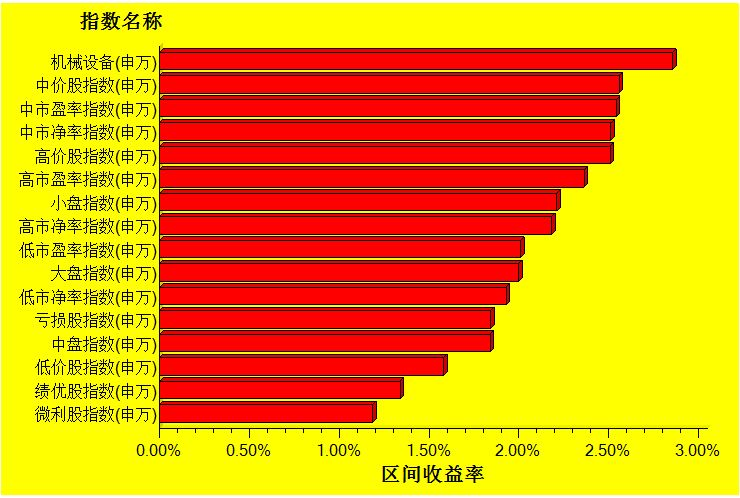 指数名称
机械设备(申万)
中价股指数(申万)
中市盈率指数(申万)
中市净率指数(申万)
高价股指数(申万)
高市盈率指数(申万)
小盘指数(申万)
高市净率指数(申万)
低市盈率指数(申万)
大盘指数(申万)
低市净率指数(申万)
亏损股指数(申万)
中盘指数(申万)
低价股指数(申万)
绩优股指数(申万)
微利股指数(申万)
0.00% 0.50% 1.00% 1.50% 2.00% 2.50% 3.00%
区间收益率